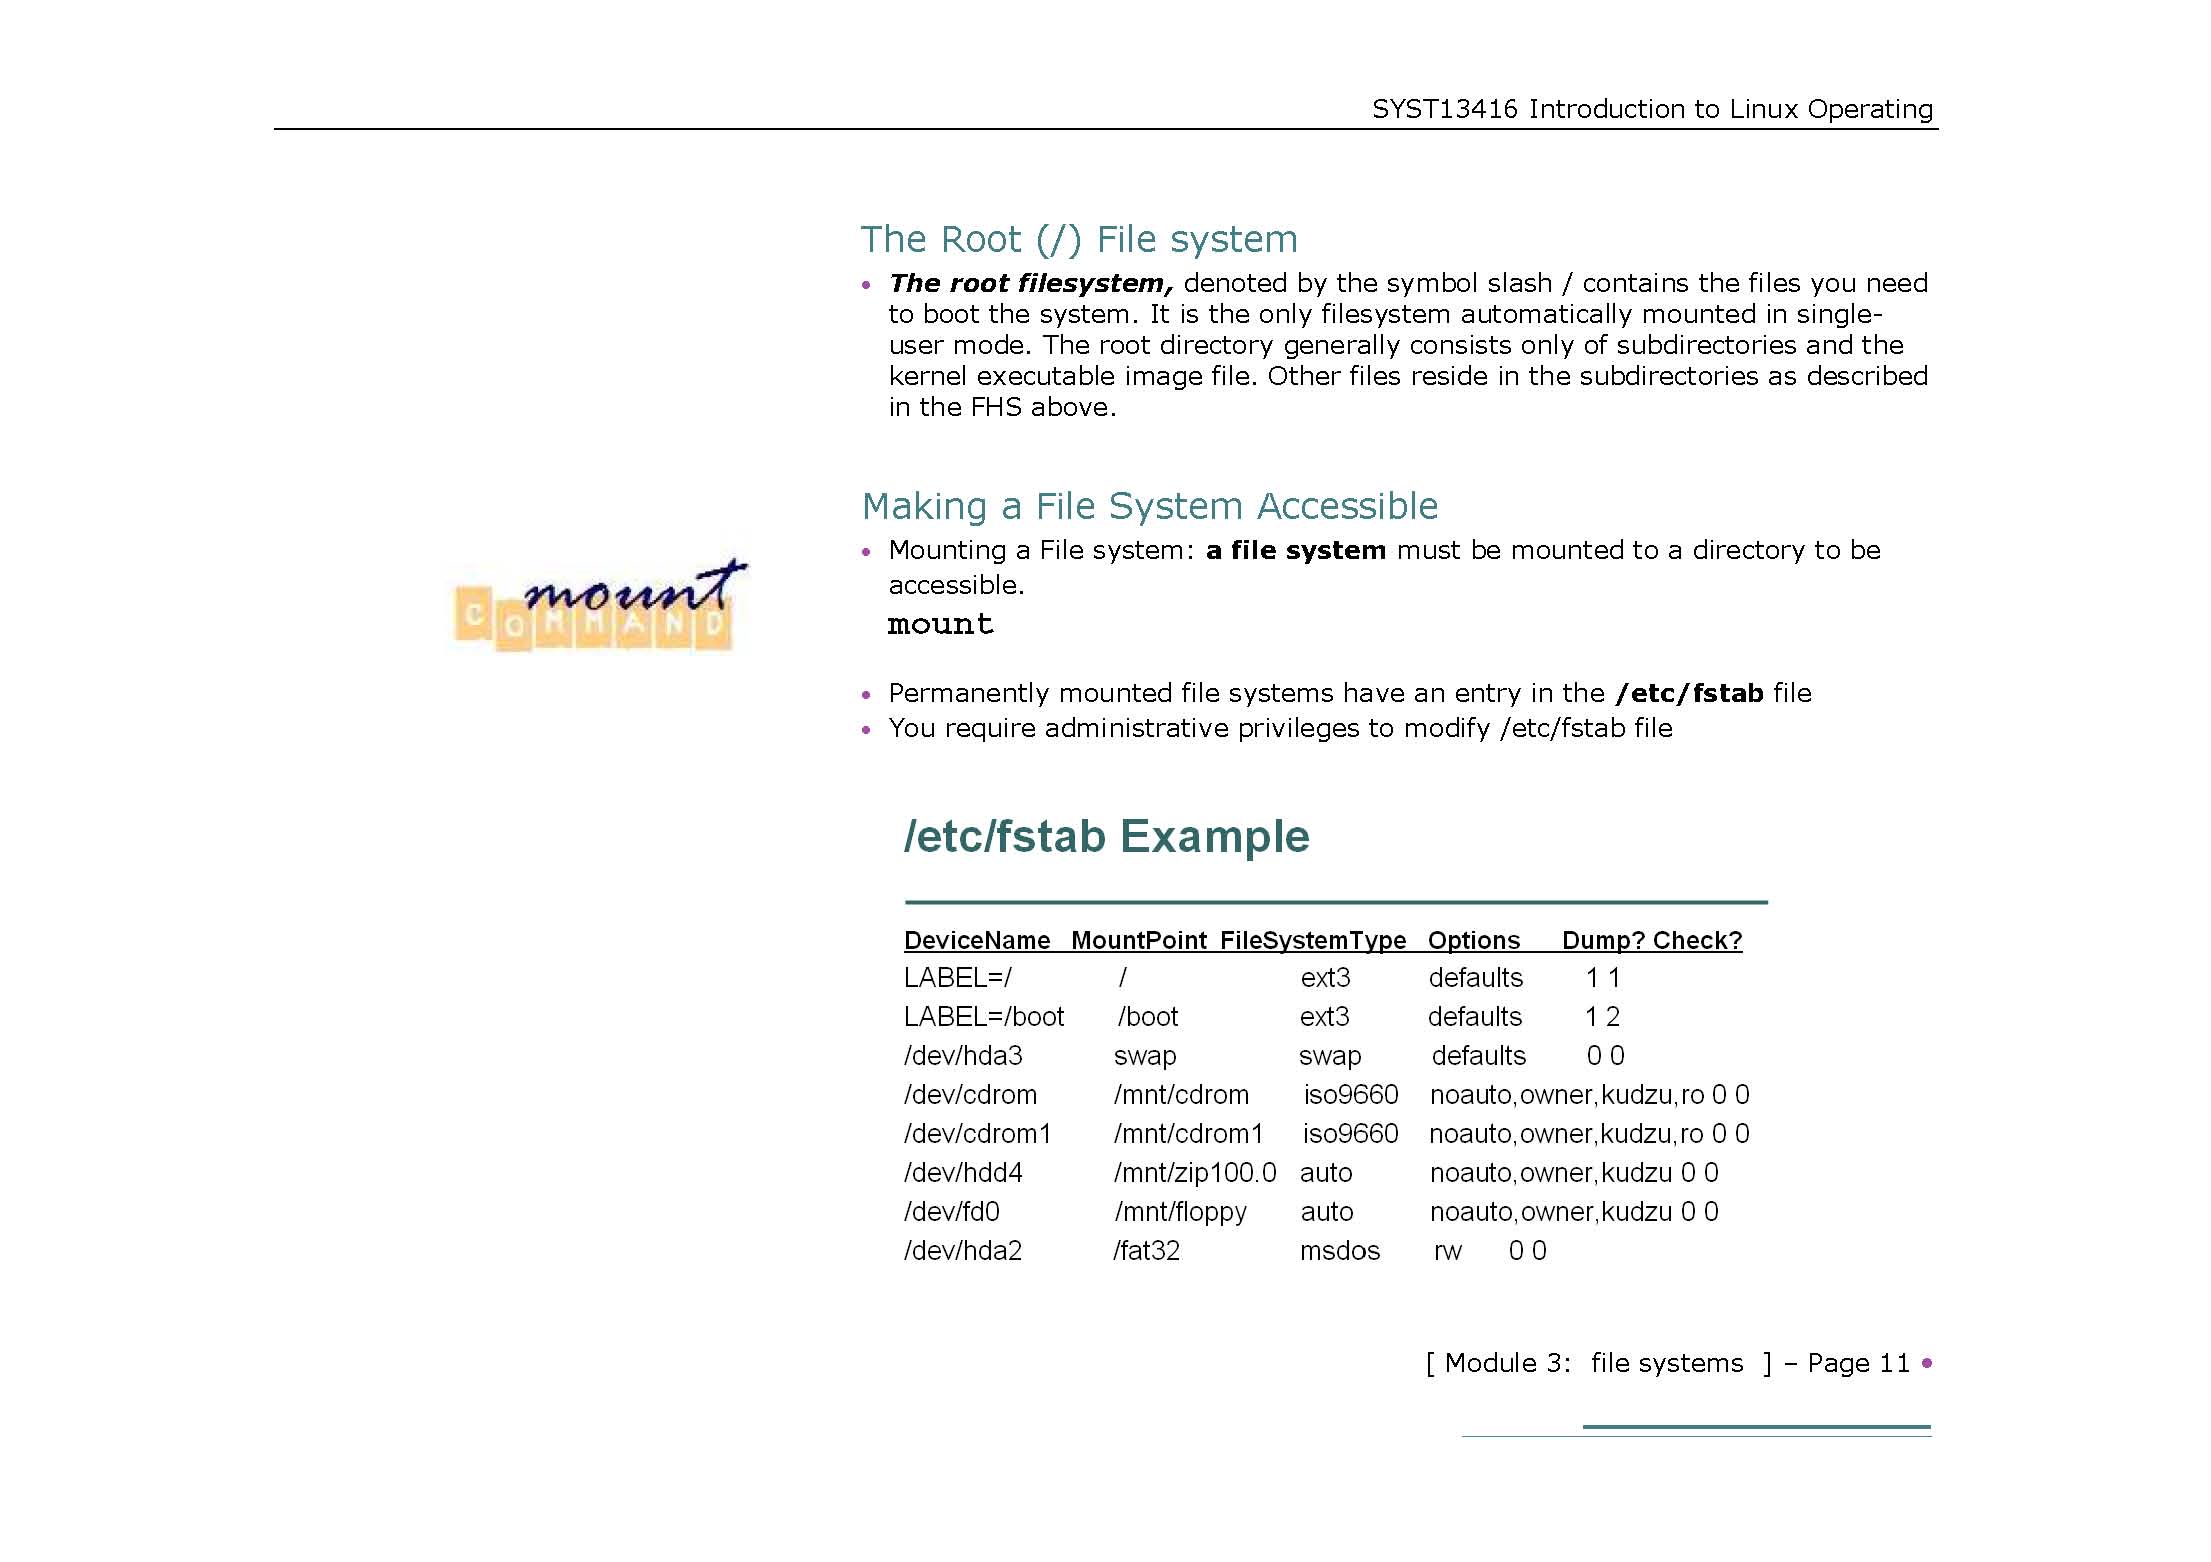 SYST13416 Introduction to Linux Operating
The Root (/) File system
• The root filesystem, denoted by the symbol slash / contains the files you need
to boot the system. It is the only filesystem automatically mounted in single-
user mode. The root directory generally consists only of subdirectories and the
kernel executable image file. Other files reside in the subdirectories as described
in the FHS above.
Making a File System Accessible
• Mounting a File system: a file system must be mounted to a directory to be
accessible.
mount
mount
COMMAND
• Permanently mounted file systems have an entry in the /etc/fstab file
• You require administrative privileges to modify /etc/fstab file
/etc/fstab Example
DeviceName MountPoint FileSystemType Options Dump? Check?
LABEL=/ / ext3 defaults 1 1
LABEL=/boot /boot ext3 defaults 1 2
/dev/hda3 swap swap defaults 0 0
/dev/cdrom /mnt/cdrom iso9660 noauto,owner,kudzu,ro 0 0
/dev/cdrom1 /mnt/cdrom1 iso9660 noauto,owner,kudzu,ro 0 0
/dev/hdd4 /mnt/zip100.0 auto noauto,owner,kudzu 0 0
/dev/fd0 /mnt/floppy auto noauto,owner,kudzu 0 0
/dev/hda2 /fat32 msdos rw 0 0
[ Module 3: file systems ] – Page 11 •